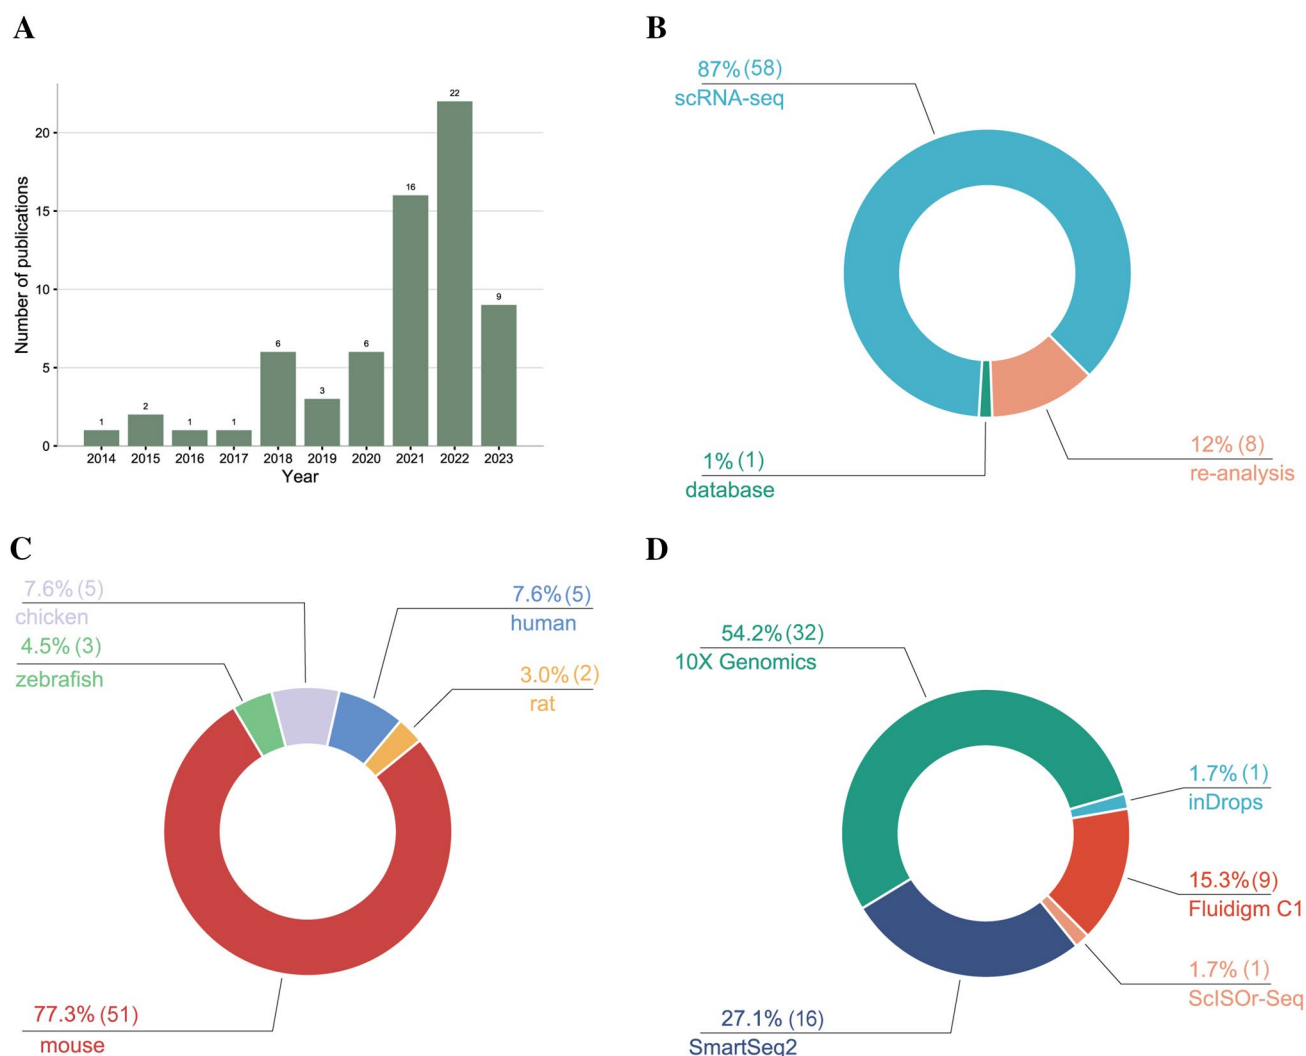 A
Number of publications
20
15
10
5
0
1
2
1
1
6
3
6
16
22
9
2014 2015 2016 2017 2018 2019 2020 2021 2022 2023
Year
B
87% (58)
scRNA-seq
1% (1)
database
12% (8)
re-analysis
C
7.6% (5)
chicken
4.5% (3)
zebrafish
7.6% (5)
human
3.0% (2)
rat
77.3% (51)
mouse
D
54.2% (32)
10X Genomics
1.7% (1)
inDrops
15.3% (9)
Fluidigm C1
1.7% (1)
ScISOr-Seq
27.1% (16)
SmartSeq2